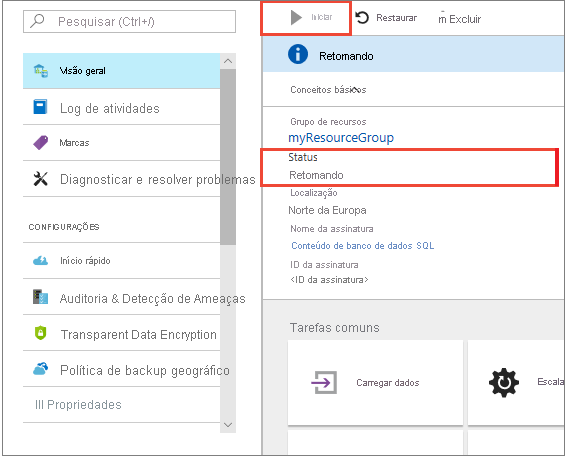 Pesquisar (Ctrl+/)
Visão geral
Log de atividades
Marcas
Diagnosticar e resolver problemas
CONFIGURAÇÕES
Início rápido
Auditoria & Detecção de Ameaças
Transparent Data Encryption
Política de backup geográfico
III Propriedades
Iniciar
Restaurar
Excluir
Retomando
Conceitos básicos
Grupo de recursos
myResourceGroup
Status
Retomando
Localização
Norte da Europa
Nome da assinatura
Conteúdo de banco de dados SQL
ID da assinatura
<ID da assinatura>
Tarefas comuns
Carregar dados
Escala